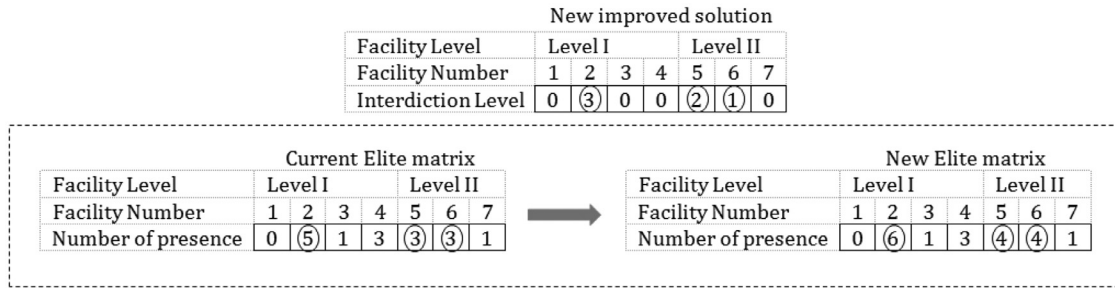 New improved solution
Facility Level Level I Level II
Facility Number 1 2 3 4 5 6 7
Interdiction Level 0 3 0 0 2 1 0
Current Elite matrix
Facility Level Level I Level II
Facility Number 1 2 3 4 5 6 7
Number of presence 0 5 1 3 3 3 1
New Elite matrix
Facility Level Level I Level II
Facility Number 1 2 3 4 5 6 7
Number of presence 0 6 1 3 4 4 1